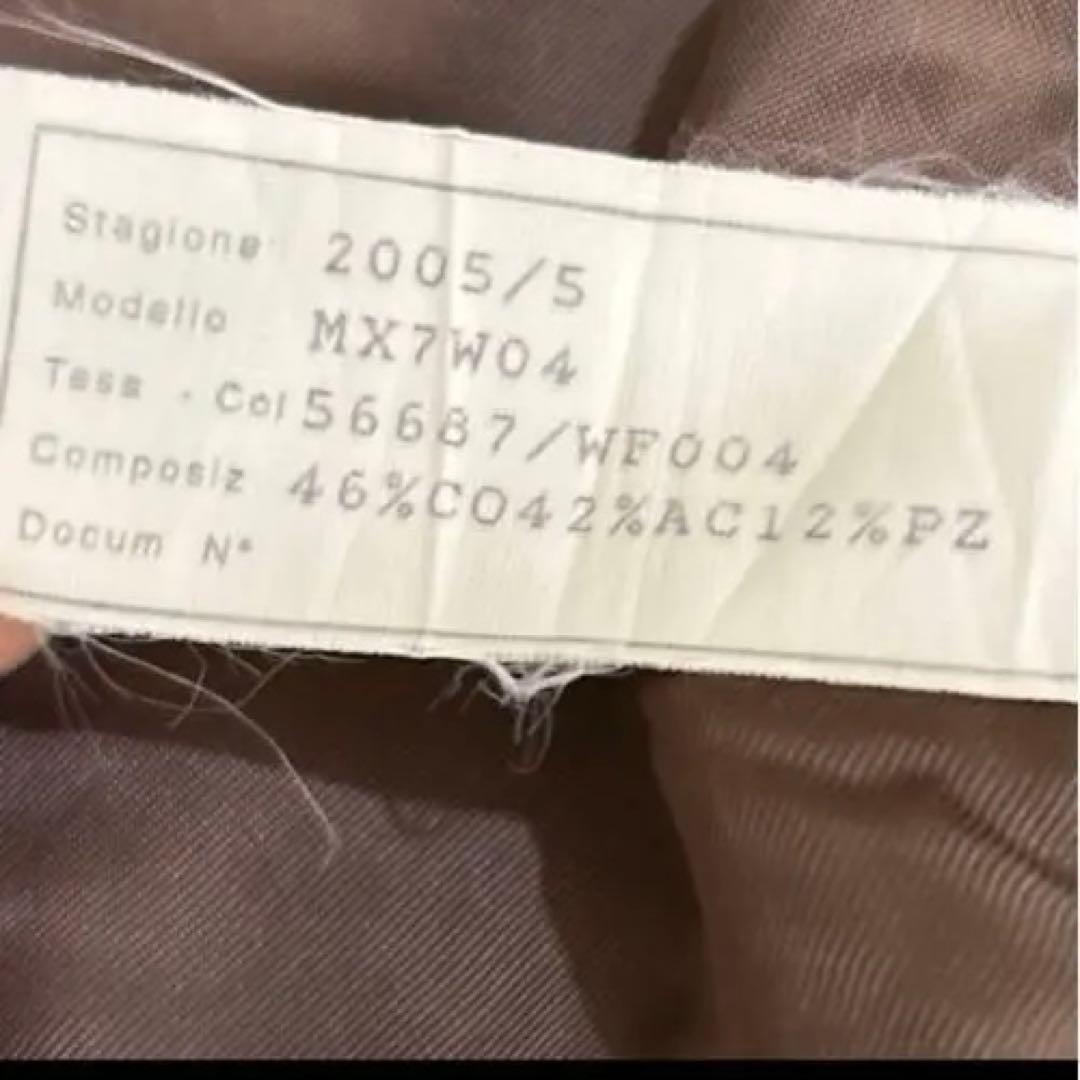 Stagione 2005/5
Modello MX7W04
Tess . Col 56687/WF004
Composiz 46%CO42%AC12%PZ
Docum N°